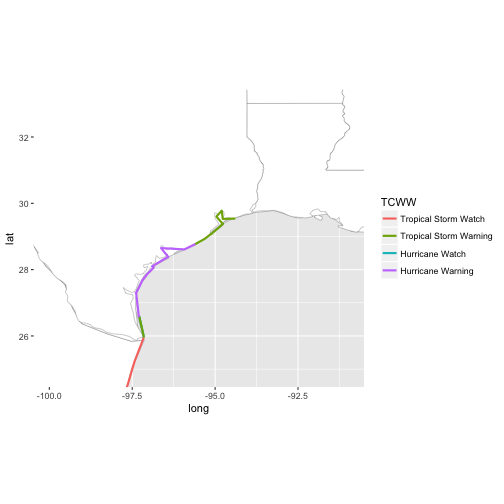 32
30
28
26
lat
-100.0
-97.5
-95.0
-92.5
long
TCWW
Tropical Storm Watch
Tropical Storm Warning
Hurricane Watch
Hurricane Warning